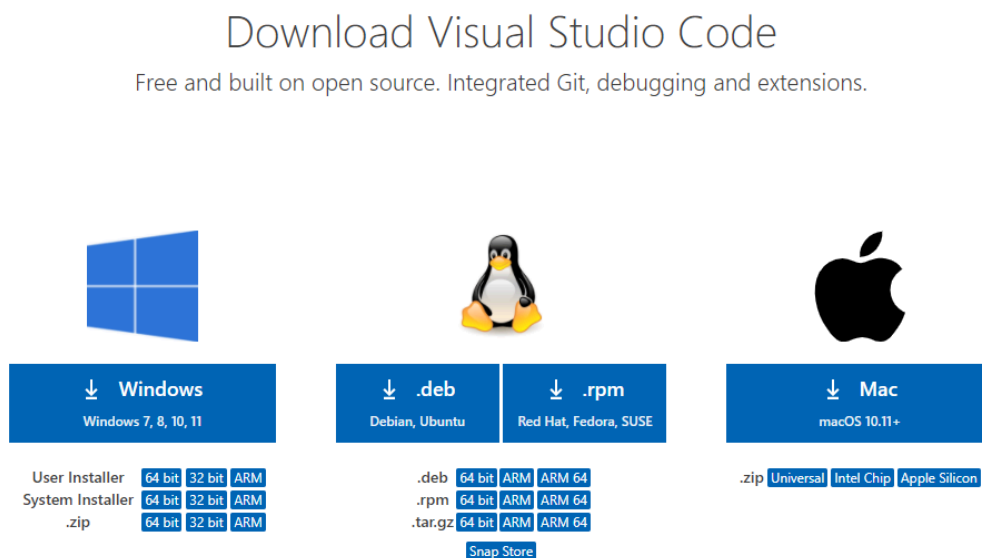 Download Visual Studio Code
Free and built on open source. Integrated Git, debugging and extensions.
Windows
Windows 7, 8, 10, 11
User Installer 64 bit 32 bit ARM
System Installer 64 bit 32 bit ARM
.zip 64 bit 32 bit ARM
.deb
Debian, Ubuntu
.rpm
Red Hat, Fedora, SUSE
.deb 64 bit ARM ARM 64
.rpm 64 bit ARM ARM 64
.tar.gz 64 bit ARM ARM 64
Snap Store
Mac
macOS 10.11+
.zip Universal Intel Chip Apple Silicon